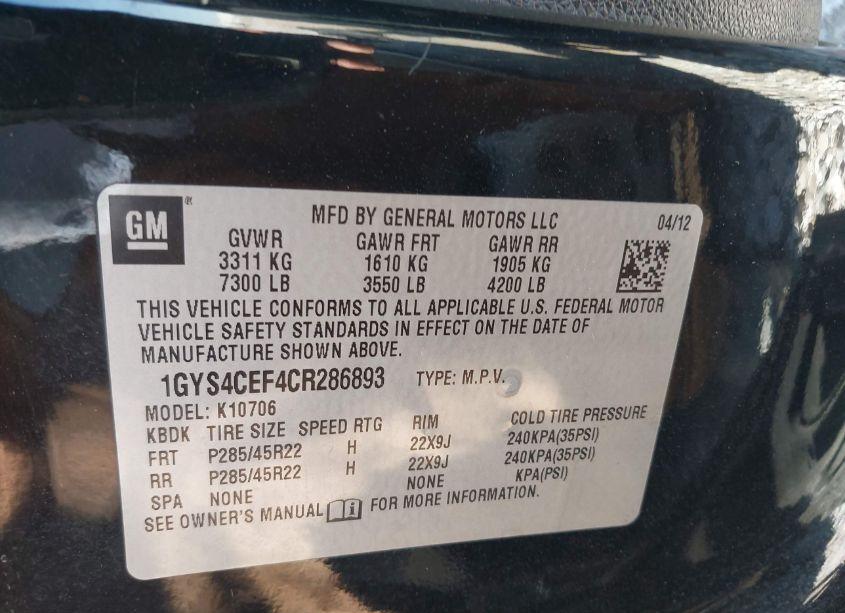 GM ®
MFD BY GENERAL MOTORS LLC 04/12
GVWR GAWR FRT GAWR RR
3311 KG 1610 KG 1905 KG
7300 LB 3550 LB 4200 LB
THIS VEHICLE CONFORMS TO ALL APPLICABLE U.S. FEDERAL MOTOR
VEHICLE SAFETY STANDARDS IN EFFECT ON THE DATE OF
MANUFACTURE SHOWN ABOVE.
1GYS4CEF4CR286893 TYPE: M.P.V.
MODEL: K10706
KBDK TIRE SIZE SPEED RTG RIM COLD TIRE PRESSURE
FRT P285/45R22 H 22X9J 240KPA(35PSI)
RR P285/45R22 H 22X9J 240KPA(35PSI)
SPA NONE NONE KPA(PSI)
SEE OWNER'S MANUAL i FOR MORE INFORMATION.